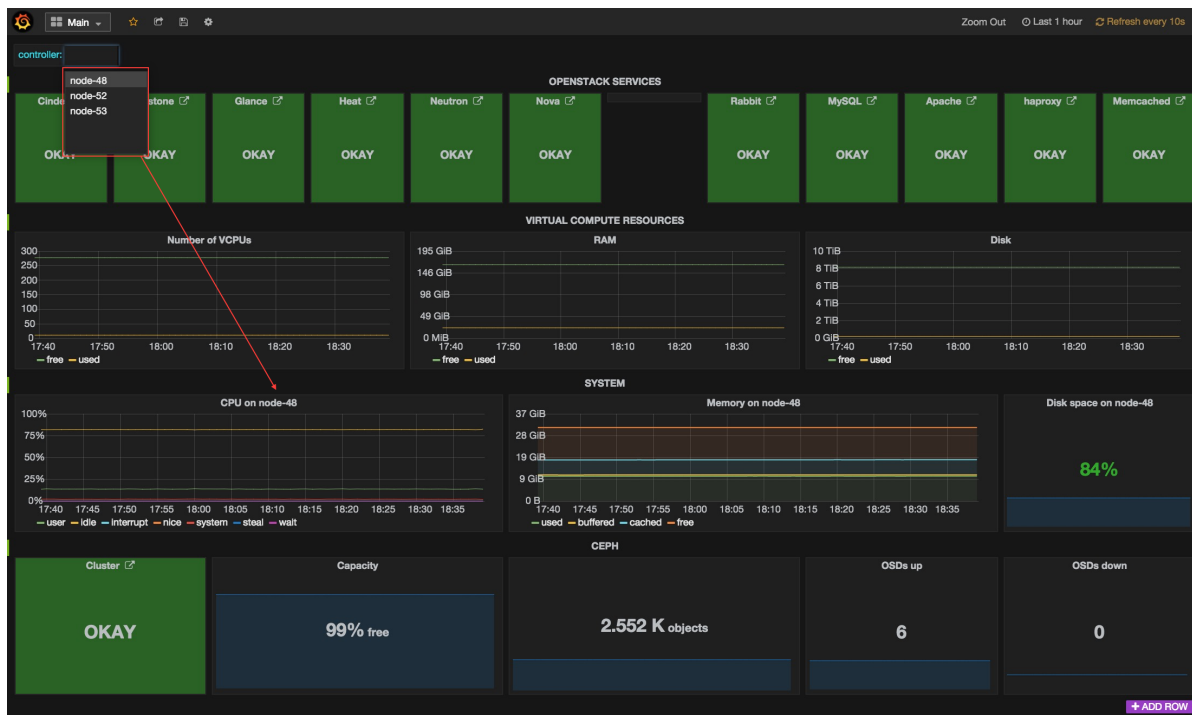 Main
Zoom Out Last 1 hour Refresh every 10s
controller:
node-48
node-52
node-53
OPENSTACK SERVICES
Glance Heat Neutron Nova Rabbit MySQL Apache haproxy Memcached
OKAY OKAY OKAY OKAY OKAY OKAY OKAY OKAY OKAY
VIRTUAL COMPUTE RESOURCES
Number of VCPUs
300
250
200
150
100
50
0
17:40 17:50 18:00 18:10 18:20 18:30
free used
RAM
195 GiB
146 GiB
98 GiB
49 GiB
0 MiB
17:40 17:50 18:00 18:10 18:20 18:30
free used
Disk
10 TiB
8 TiB
6 TiB
4 TiB
2 TiB
0 GiB
17:40 17:50 18:00 18:10 18:20 18:30
free used
SYSTEM
CPU on node-48
100%
75%
50%
25%
0%
17:40 17:45 17:50 17:55 18:00 18:05 18:10 18:15 18:20 18:25 18:30 18:35
user idle interrupt nice system steal wait
Memory on node-48
37 GiB
28 GiB
19 GiB
9 GiB
0 B
17:40 17:45 17:50 17:55 18:00 18:05 18:10 18:15 18:20 18:25 18:30 18:35
used buffered cached free
Disk space on node-48
84%
CEPH
Cluster
OKAY
Capacity
99% free
2.552 K objects
OSDs up
6
OSDs down
0
+ ADD ROW